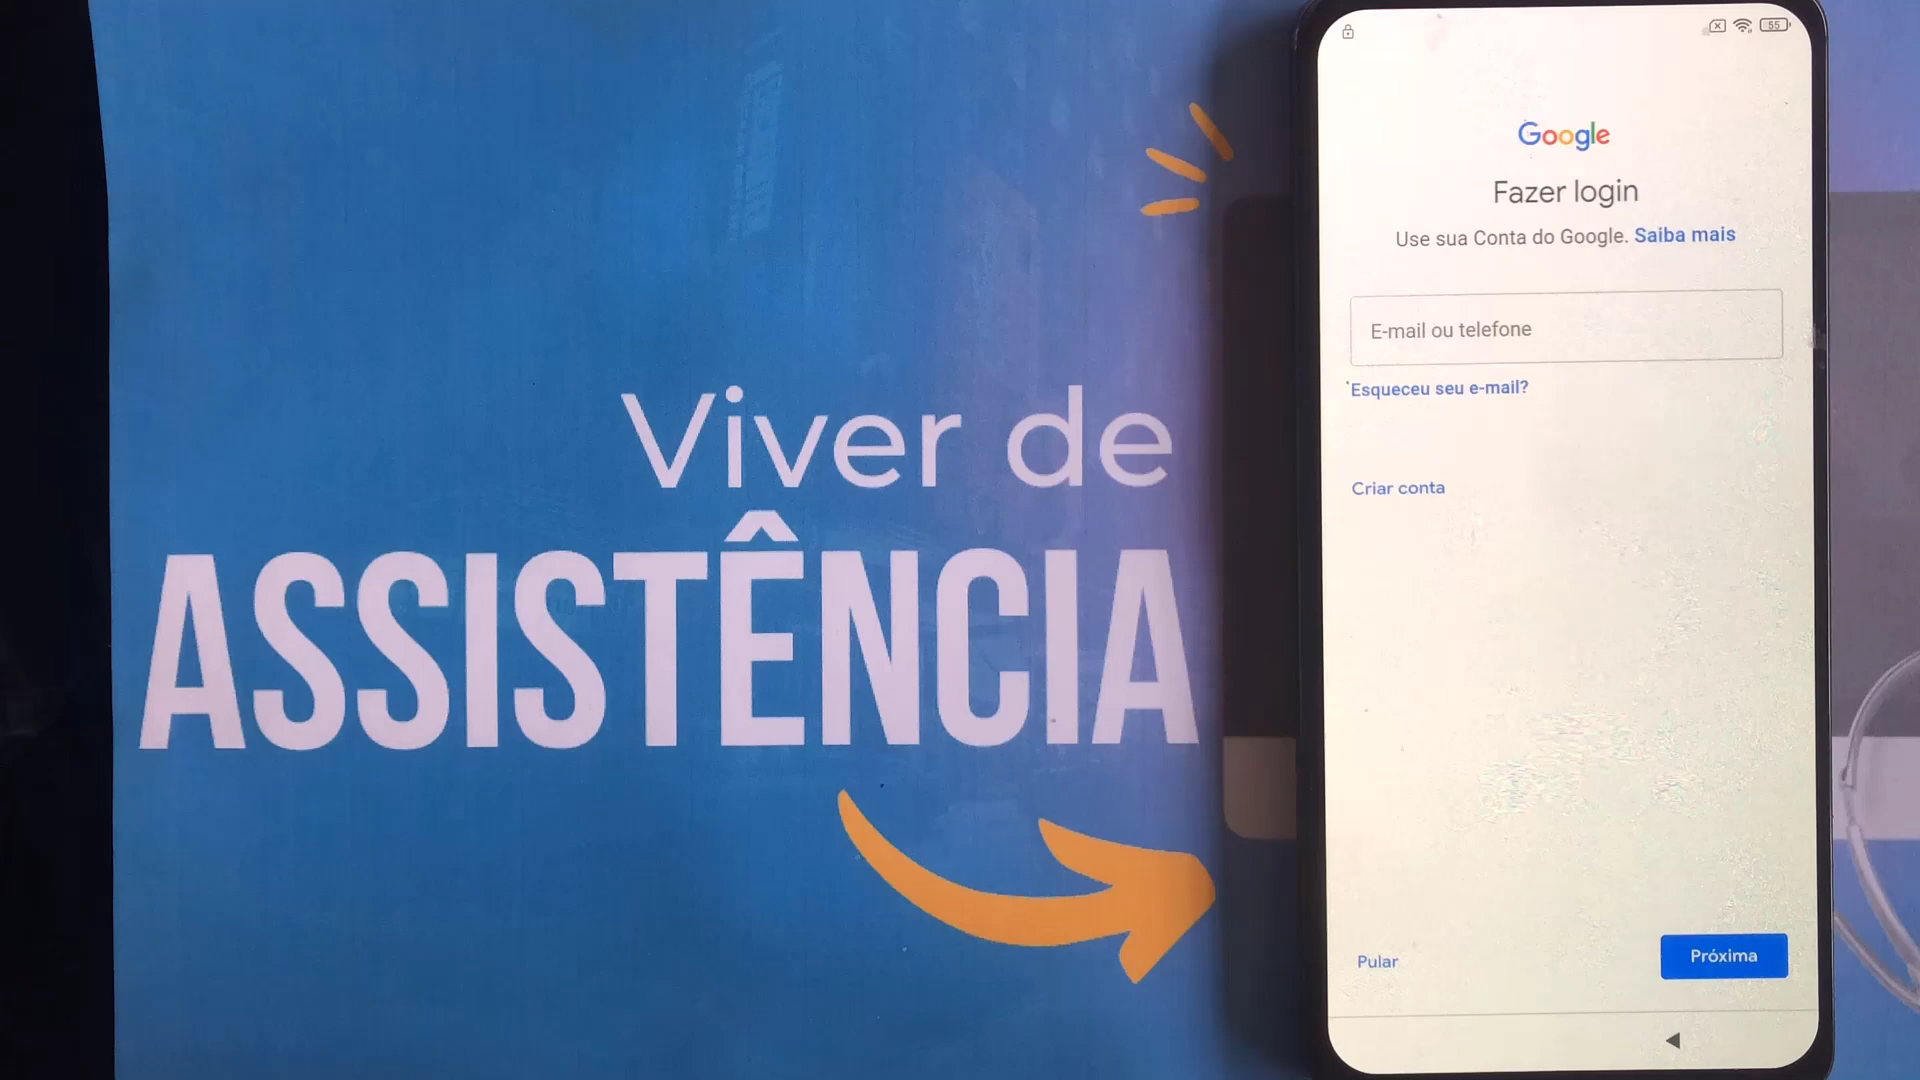 Viver de
ASSISTÊNCIA
55
Google
Fazer login
Use sua Conta do Google. Saiba mais
E-mail ou telefone
Esqueceu seu e-mail?
Criar conta
Pular
Próxima